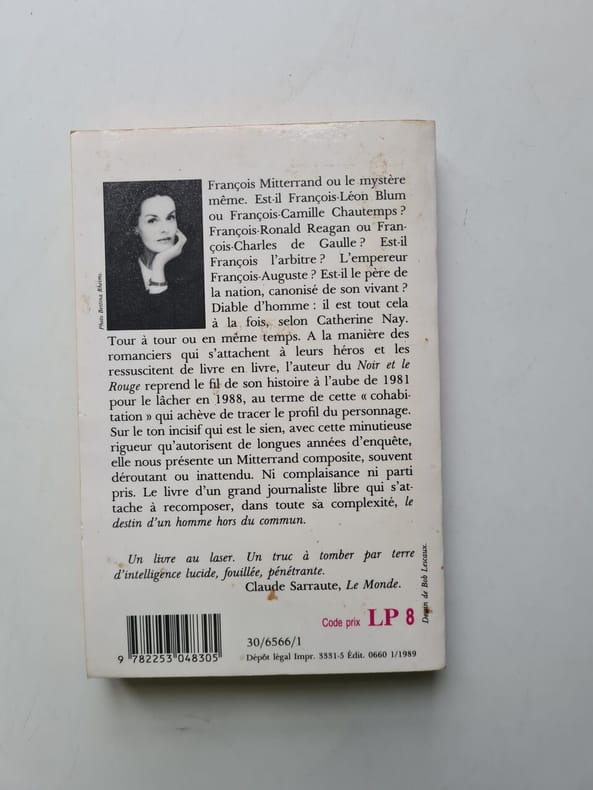 François Mitterrand ou le mystère
même. Est-il François-Léon Blum
ou François-Camille Chautemps ?
François-Ronald Reagan ou Fran-
çois-Charles de Gaulle ? Est-il
François l'arbitre ? L'empereur
François-Auguste ? Est-il le père de
la nation, canonisé de son vivant ?
Diable d'homme : il est tout cela
à la fois, selon Catherine Nay.
Tour à tour ou en même temps. A la manière des
romanciers qui s'attachent à leurs héros et les
ressuscitent de livre en livre, l'auteur du Noir et le
Rouge reprend le fil de son histoire à l'aube de 1981
pour le lâcher en 1988, au terme de cette « cohabi-
tation » qui achève de tracer le profil du personnage.
Sur le ton incisif qui est le sien, avec cette minutieuse
rigueur qu'autorisent de longues années d'enquête,
elle nous présente un Mitterrand composite, souvent
déroutant ou inattendu. Ni complaisance ni parti
pris. Le livre d'un grand journaliste libre qui s'at-
tache à recomposer, dans toute sa complexité, le
destin d'un homme hors du commun.
Photo Bettina Rheims.
Un livre au laser. Un truc à tomber par terre
d'intelligence lucide, fouillée, pénétrante.
Claude Sarraute, Le Monde.
Dessin de Bob Lescaux.
Code prix LP 8
30/6566/1
9 782253 048305
Dépôt légal Impr. 3331-5 Édit. 0660 1/1989